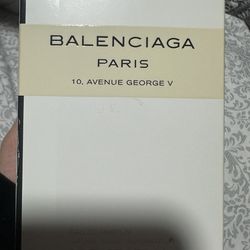 BALENCIAGA
PARIS
10, AVENUE GEORGE V